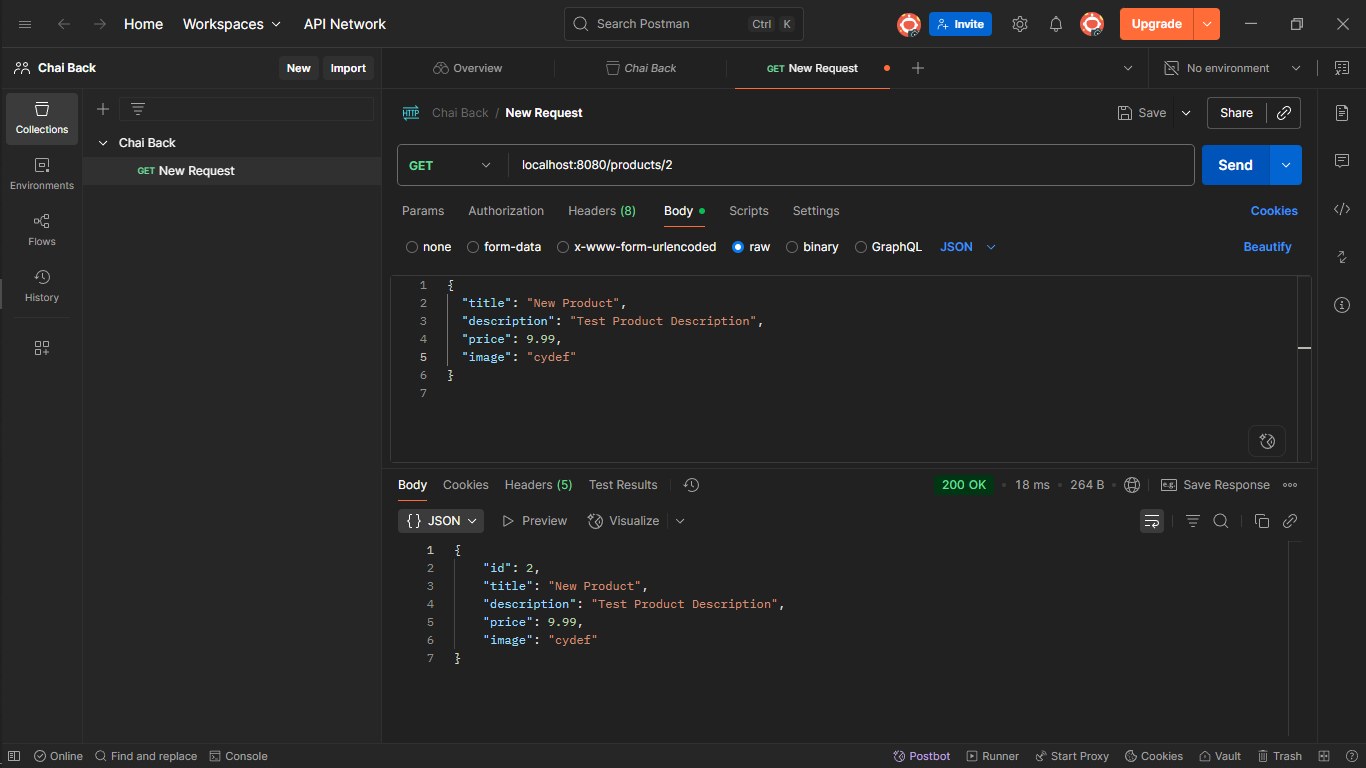 Home Workspaces API Network Search Postman Ctrl K Invite Upgrade
Chai Back New Import Overview Chai Back GET New Request No environment
Collections
Environments
Flows
History
Chai Back
GET New Request
HTTP Chai Back / New Request Save Share
GET localhost:8080/products/2 Send
Params Authorization Headers (8) Body Scripts Settings Cookies
none form-data x-www-form-urlencoded raw binary GraphQL JSON Beautify
1 {
2 "title": "New Product",
3 "description": "Test Product Description",
4 "price": 9.99,
5 "image": "cydef"
6 }
7
Body Cookies Headers (5) Test Results 200 OK • 18 ms • 264 B • e.g. Save Response
{} JSON Preview Visualize
1 {
2 "id": 2,
3 "title": "New Product",
4 "description": "Test Product Description",
5 "price": 9.99,
6 "image": "cydef"
7 }
Online Find and replace Console Postbot Runner Start Proxy Cookies Vault Trash